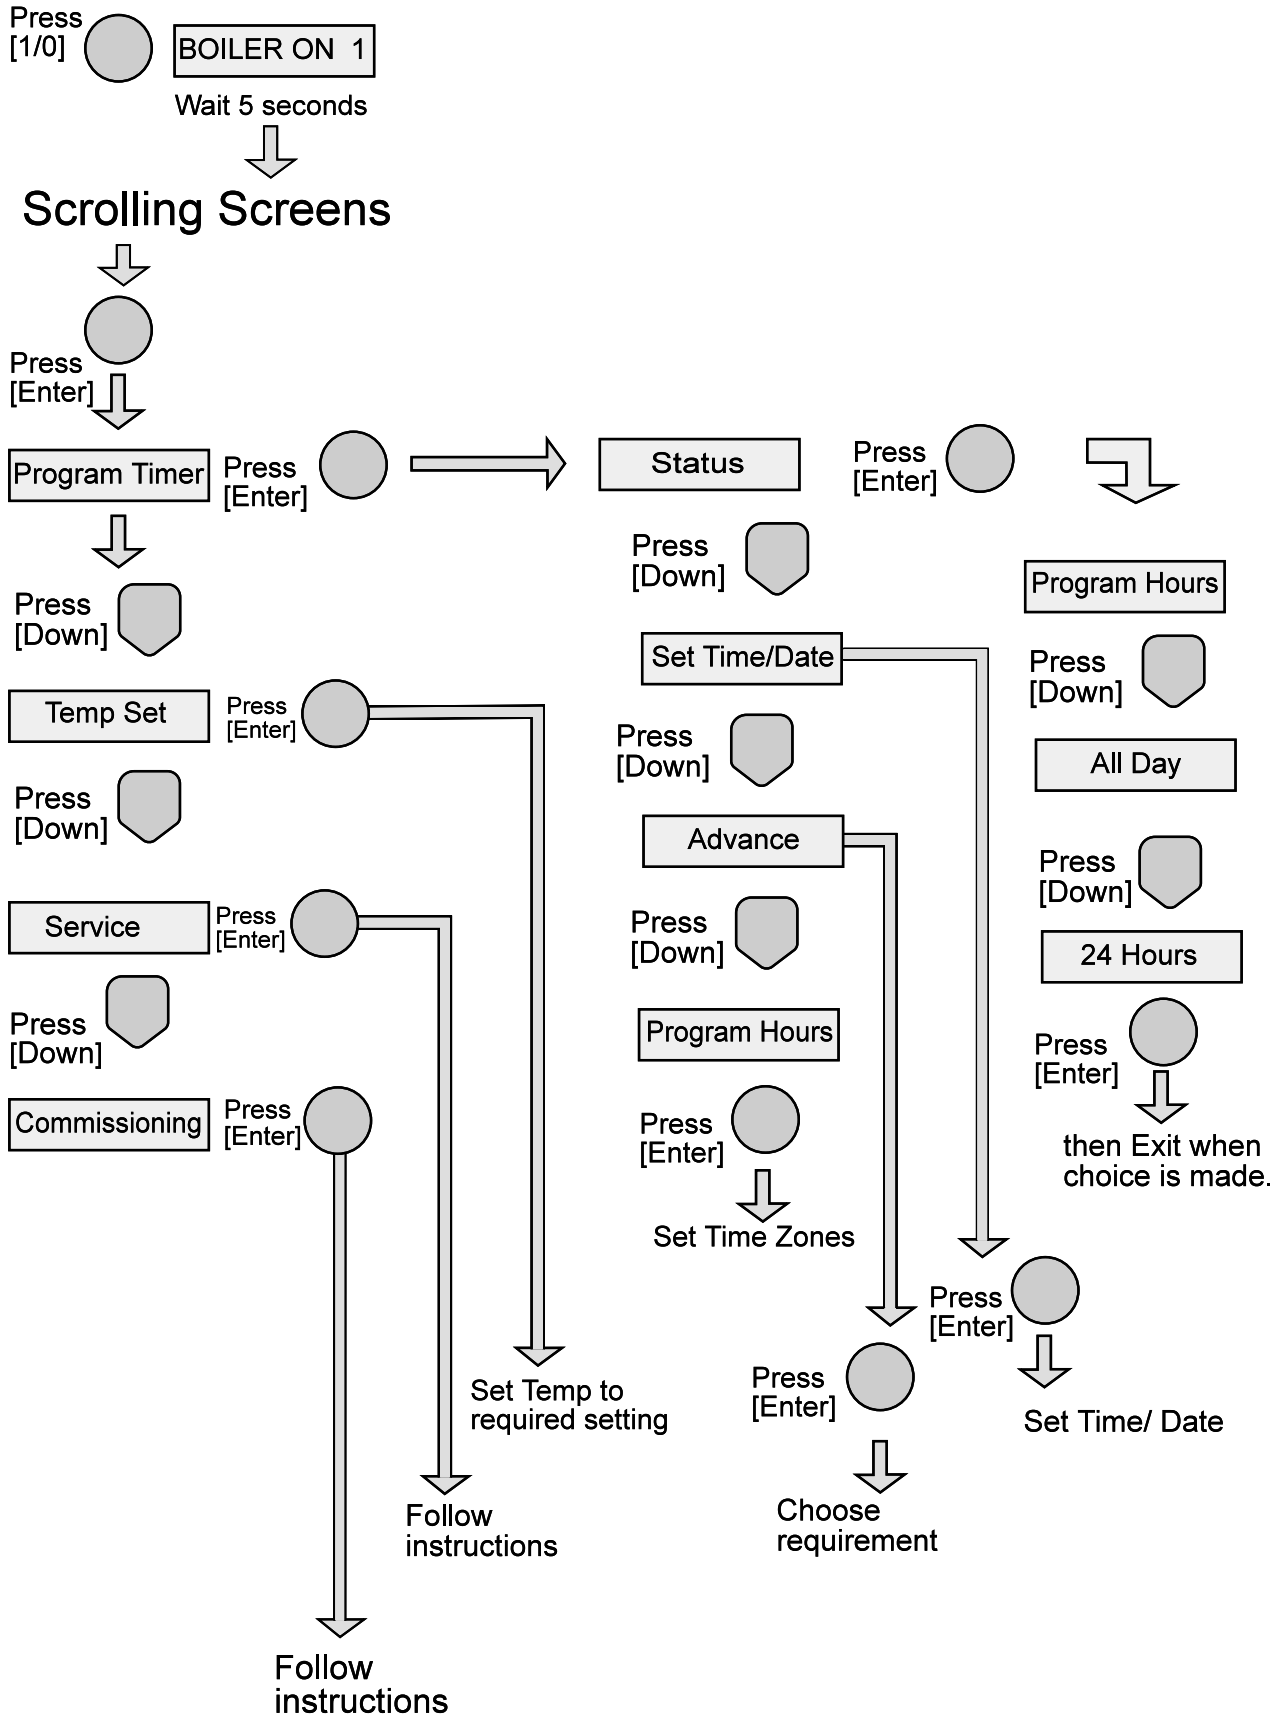 Press
[1/0]
BOILER ON 1
Wait 5 seconds
Scrolling Screens
Press
[Enter]
Program Timer
Press
[Enter]
Press
[Down]
Temp Set
Press
[Enter]
Press
[Down]
Service
Press
[Enter]
Press
[Down]
Commissioning
Press
[Enter]
Follow
instructions
Follow
instructions
Set Temp to
required setting
Status
Press
[Enter]
Press
[Down]
Set Time/Date
Press
[Down]
Advance
Press
[Down]
Program Hours
Press
[Enter]
Set Time Zones
Press
[Enter]
Choose
requirement
Press
[Enter]
Set Time/ Date
Program Hours
Press
[Down]
All Day
Press
[Down]
24 Hours
Press
[Enter]
then Exit when
choice is made.